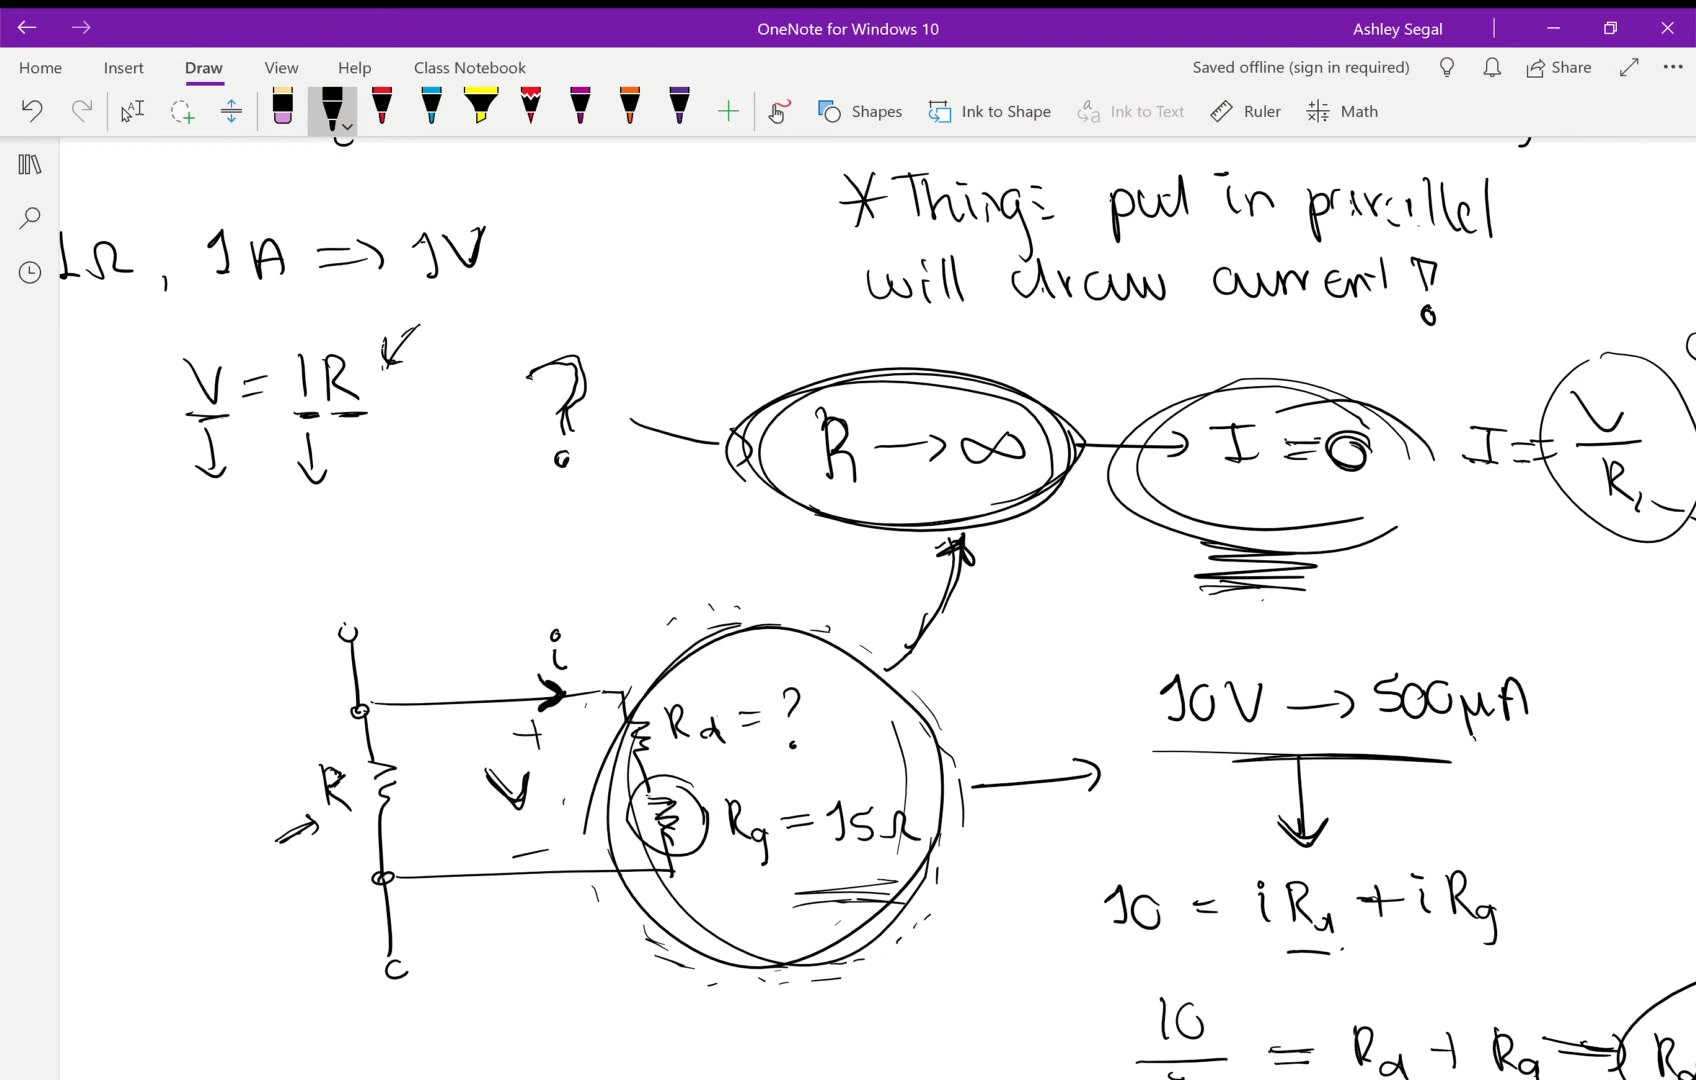 OneNote for Windows 10
Ashley Segal
Home Insert Draw View Help Class Notebook
Saved offline (sign in required)
Share
Shapes
Ink to Shape
Ink to Text
Ruler
Math
*Things put in parallel
will draw current!
1Ω, 1A => 1V
V = IR
?
R → ∞
I = 0
I = V/R
i
+
V
−
R
Rd = ?
Rg = 15Ω
10V → 500μA
10 = iRd + iRg
10
= Rd + Rg =>